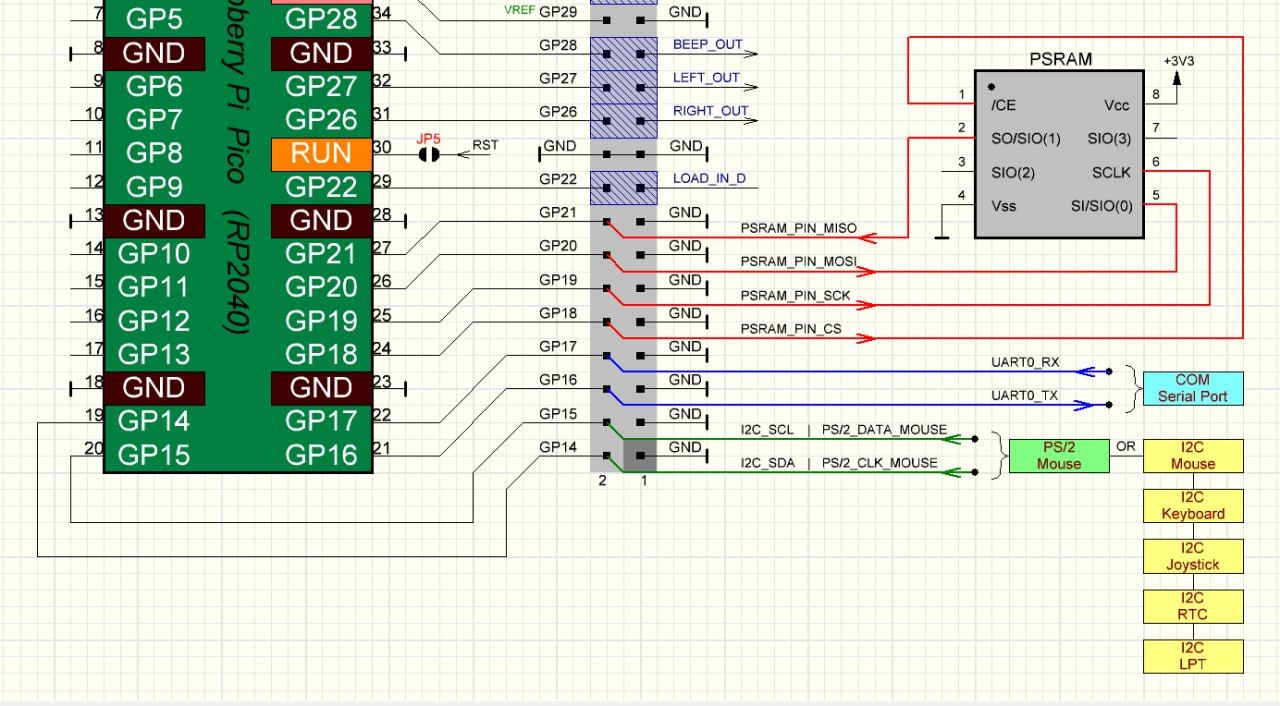 7 GP5 34 VREF GP29 GND
8 GND GND 33 GP28 BEEP_OUT
9 GP6 GP27 32 GP27 LEFT_OUT
10 GP7 GP26 31 GP26 RIGHT_OUT
11 GP8 RUN 30 JP5 RST GND GND
12 GP9 GP22 29 GP22 LOAD_IN_D
13 GND GND 28 GP21 GND
14 GP10 GP21 27 GP20 GND
15 GP11 GP20 26 GP19 GND
16 GP12 GP19 25 GP18 GND
17 GP13 GP18 24 GP17 GND
18 GND GND 23 GP16 GND
19 GP14 GP17 22 GP15 GND
20 GP15 GP16 21 GP14 GND
GP28
pberry Pi Pico (RP2040)
2 1
PSRAM
+3V3
1 /CE Vcc 8
2 SO/SIO(1) SIO(3) 7
3 SIO(2) SCLK 6
4 Vss SI/SIO(0) 5
PSRAM_PIN_MISO
PSRAM_PIN_MOSI
PSRAM_PIN_SCK
PSRAM_PIN_CS
UART0_RX
UART0_TX
COM
Serial Port
I2C_SCL | PS/2_DATA_MOUSE
I2C_SDA | PS/2_CLK_MOUSE
PS/2
Mouse
OR
I2C
Mouse
I2C
Keyboard
I2C
Joystick
I2C
RTC
I2C
LPT